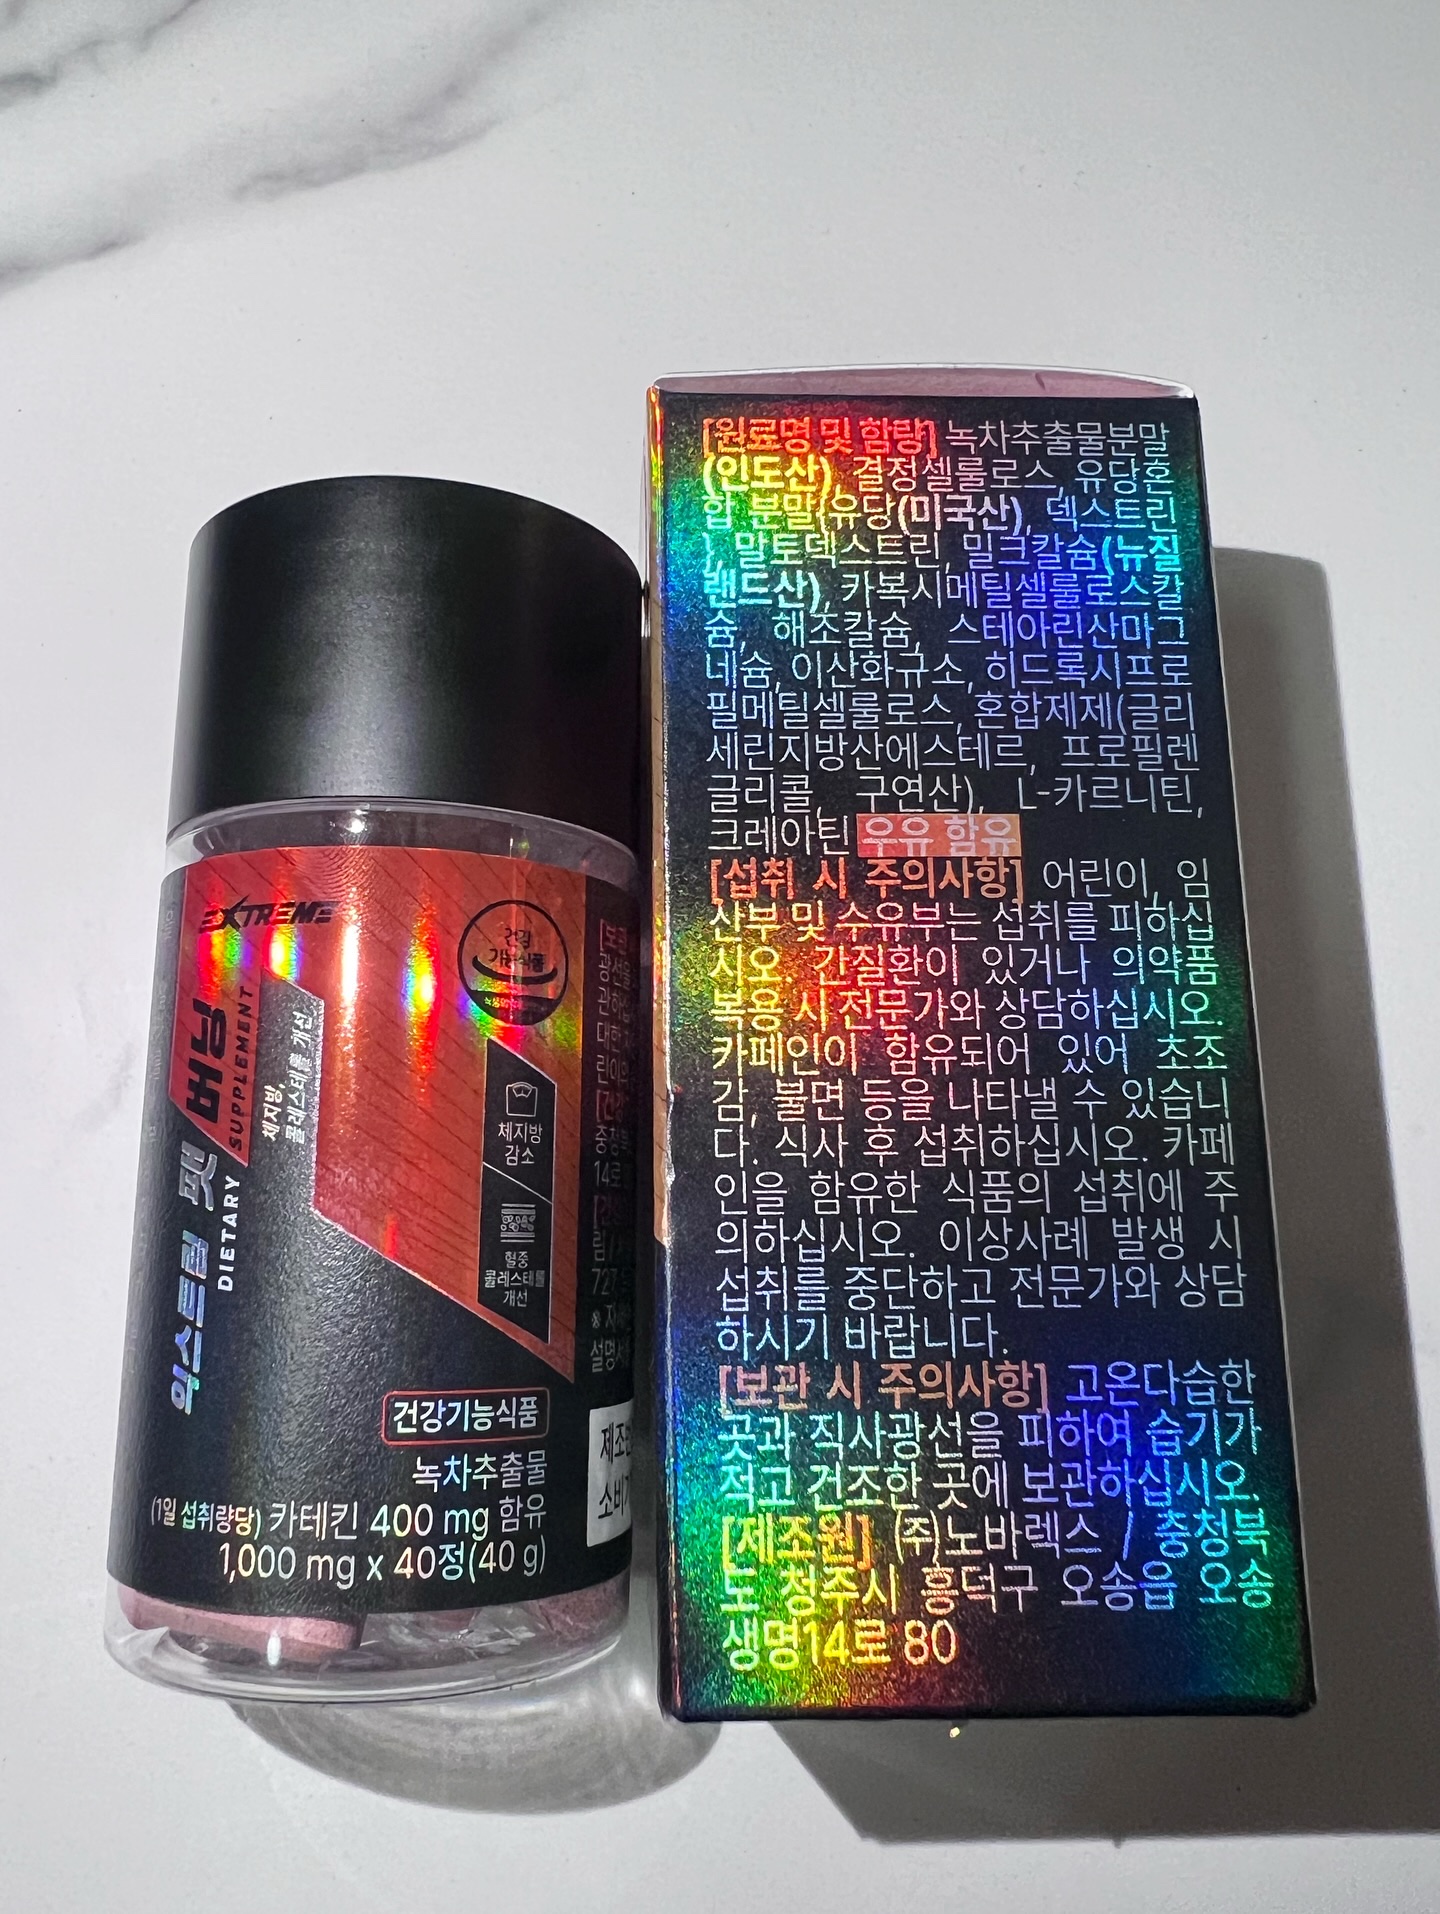 EXTREME
익스트림 팻 버닝
DIETARY SUPPLEMENT
체지방,
콜레스테롤 개선
건강
기능식품
체지방
감소
혈중
콜레스테롤
개선
건강기능식품
녹차추출물
(1일 섭취량당) 카테킨 400 mg 함유
1,000 mg x 40정(40 g)
[원료명 및 함량] 녹차추출물분말
(인도산), 결정셀룰로스, 유당혼
합 분말(유당(미국산), 덱스트린
), 말토덱스트린, 밀크칼슘(뉴질
랜드산), 카복시메틸셀룰로스칼
슘, 해조칼슘, 스테아린산마그
네슘, 이산화규소, 히드록시프로
필메틸셀룰로스, 혼합제제(글리
세린지방산에스테르, 프로필렌
글리콜, 구연산), L-카르니틴,
크레아틴 우유 함유
[섭취 시 주의사항] 어린이, 임
산부 및 수유부는 섭취를 피하십
시오. 간질환이 있거나 의약품
복용 시 전문가와 상담하십시오.
카페인이 함유되어 있어 초조
감, 불면 등을 나타낼 수 있습니
다. 식사 후 섭취하십시오. 카페
인을 함유한 식품의 섭취에 주
의하십시오. 이상사례 발생 시
섭취를 중단하고 전문가와 상담
하시기 바랍니다.
[보관 시 주의사항] 고온다습한
곳과 직사광선을 피하여 습기가
적고 건조한 곳에 보관하십시오.
[제조원] (주)노바렉스 / 충청북
도 청주시 흥덕구 오송읍 오송
생명14로 80